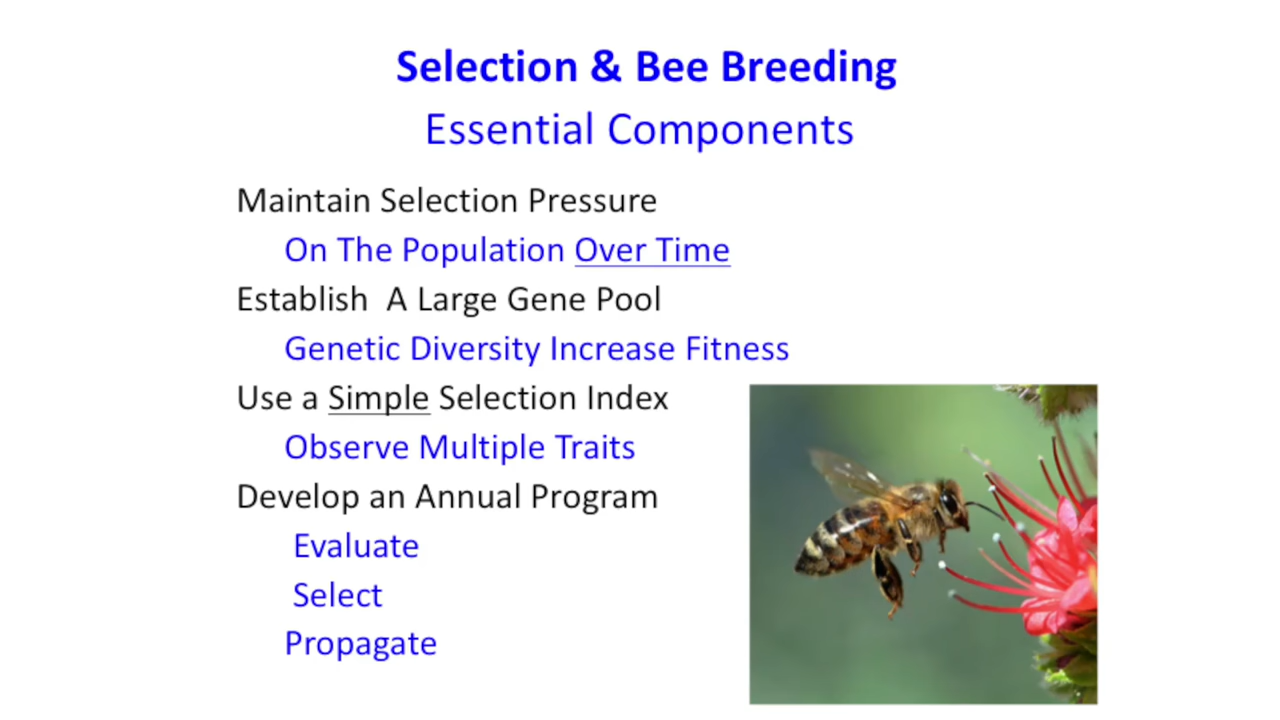 Selection & Bee Breeding
Essential Components
Maintain Selection Pressure
On The Population Over Time
Establish A Large Gene Pool
Genetic Diversity Increase Fitness
Use a Simple Selection Index
Observe Multiple Traits
Develop an Annual Program
Evaluate
Select
Propagate